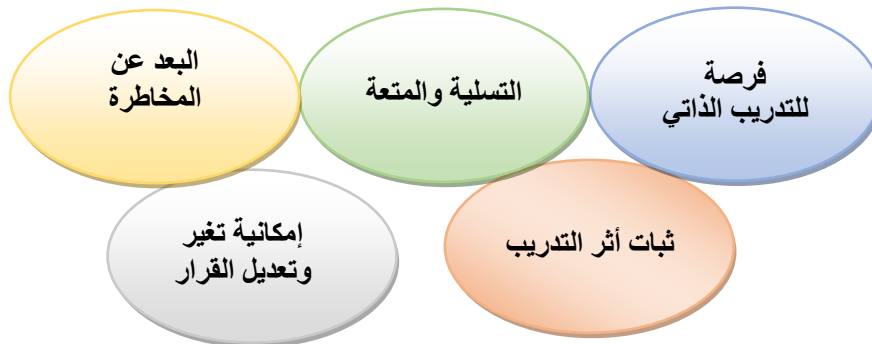 فرصة
للتدريب الذاتي
التسلية والمتعة
البعد عن
المخاطرة
ثبات أثر التدريب
إمكانية تغير
وتعديل القرار